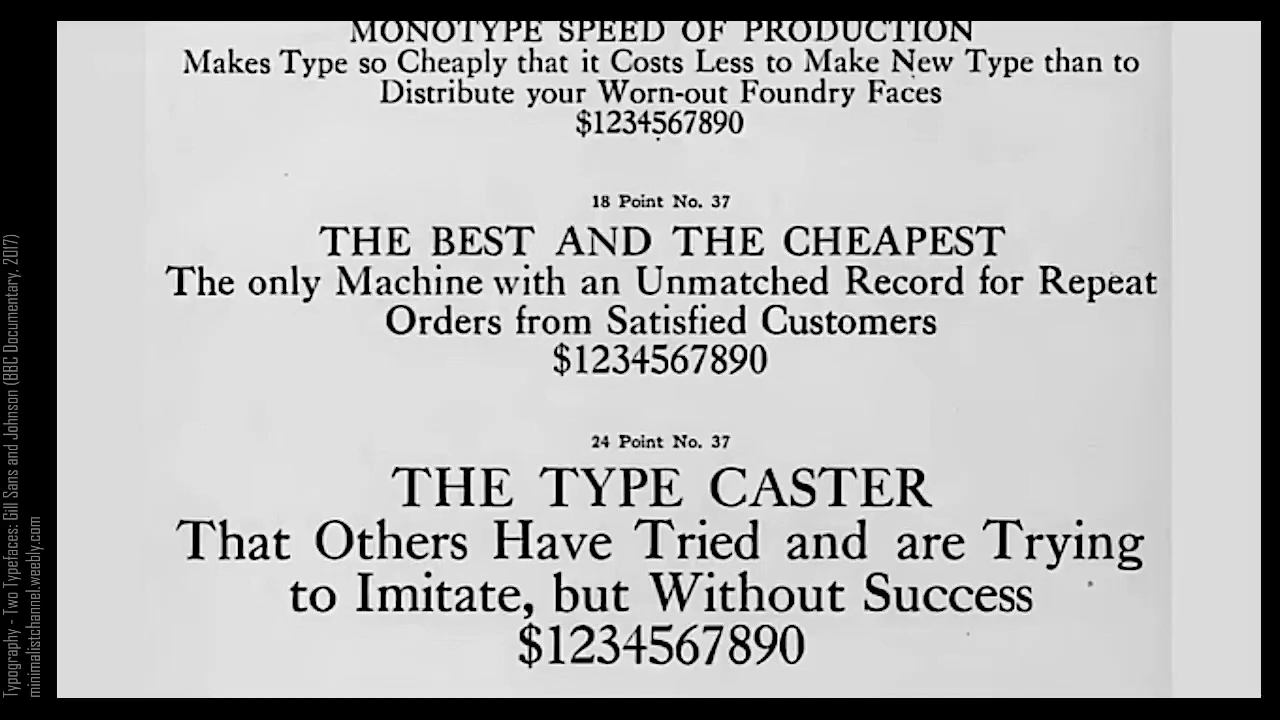 MONOTYPE SPEED OF PRODUCTION
Makes Type so Cheaply that it Costs Less to Make New Type than to
Distribute your Worn-out Foundry Faces
$1234567890
18 Point No. 37
THE BEST AND THE CHEAPEST
The only Machine with an Unmatched Record for Repeat
Orders from Satisfied Customers
$1234567890
24 Point No. 37
THE TYPE CASTER
That Others Have Tried and are Trying
to Imitate, but Without Success
$1234567890
Typography - Two Typefaces: Gill Sans and Johnson (BBC Documentary, 2017)
minimalistchannel.weebly.com